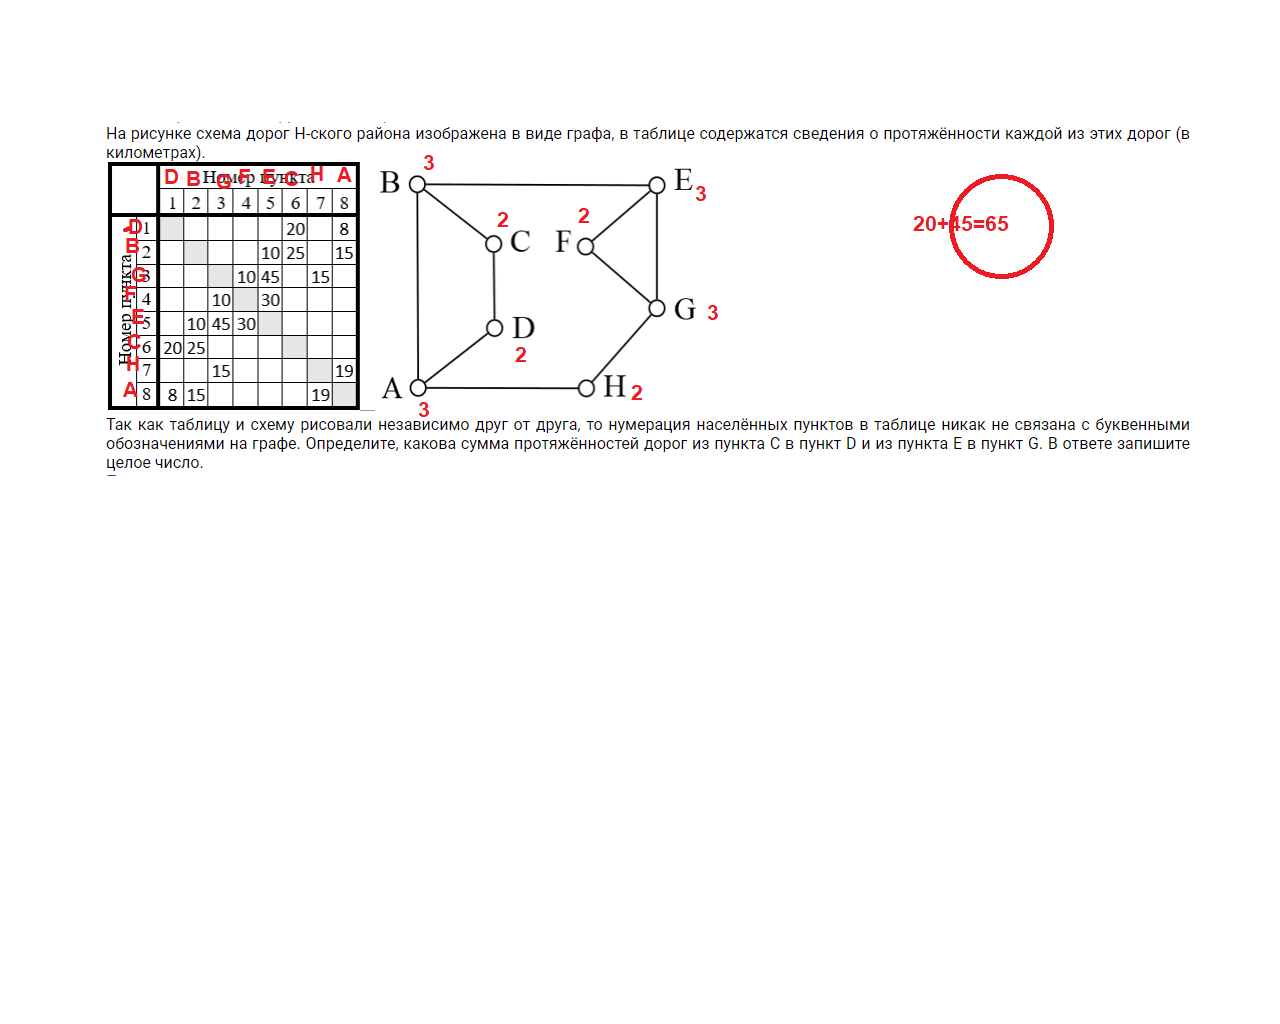 На рисунке схема дорог Н-ского района изображена в виде графа, в таблице содержатся сведения о протяжённости каждой из этих дорог (в
километрах).
Номер пункта
D B G F E C H A
1 2 3 4 5 6 7 8
Номер пункта
D 1 20 8
B 2 10 25 15
G 3 10 45 15
F 4 10 30
E 5 10 45 30
C 6 20 25
H 7 15 19
A 8 8 15 19
B 3
E 3
C 2
F 2
D 2
G 3
A 3
H 2
20+45=65
Так как таблицу и схему рисовали независимо друг от друга, то нумерация населённых пунктов в таблице никак не связана с буквенными
обозначениями на графе. Определите, какова сумма протяжённостей дорог из пункта C в пункт D и из пункта E в пункт G. В ответе запишите
целое число.